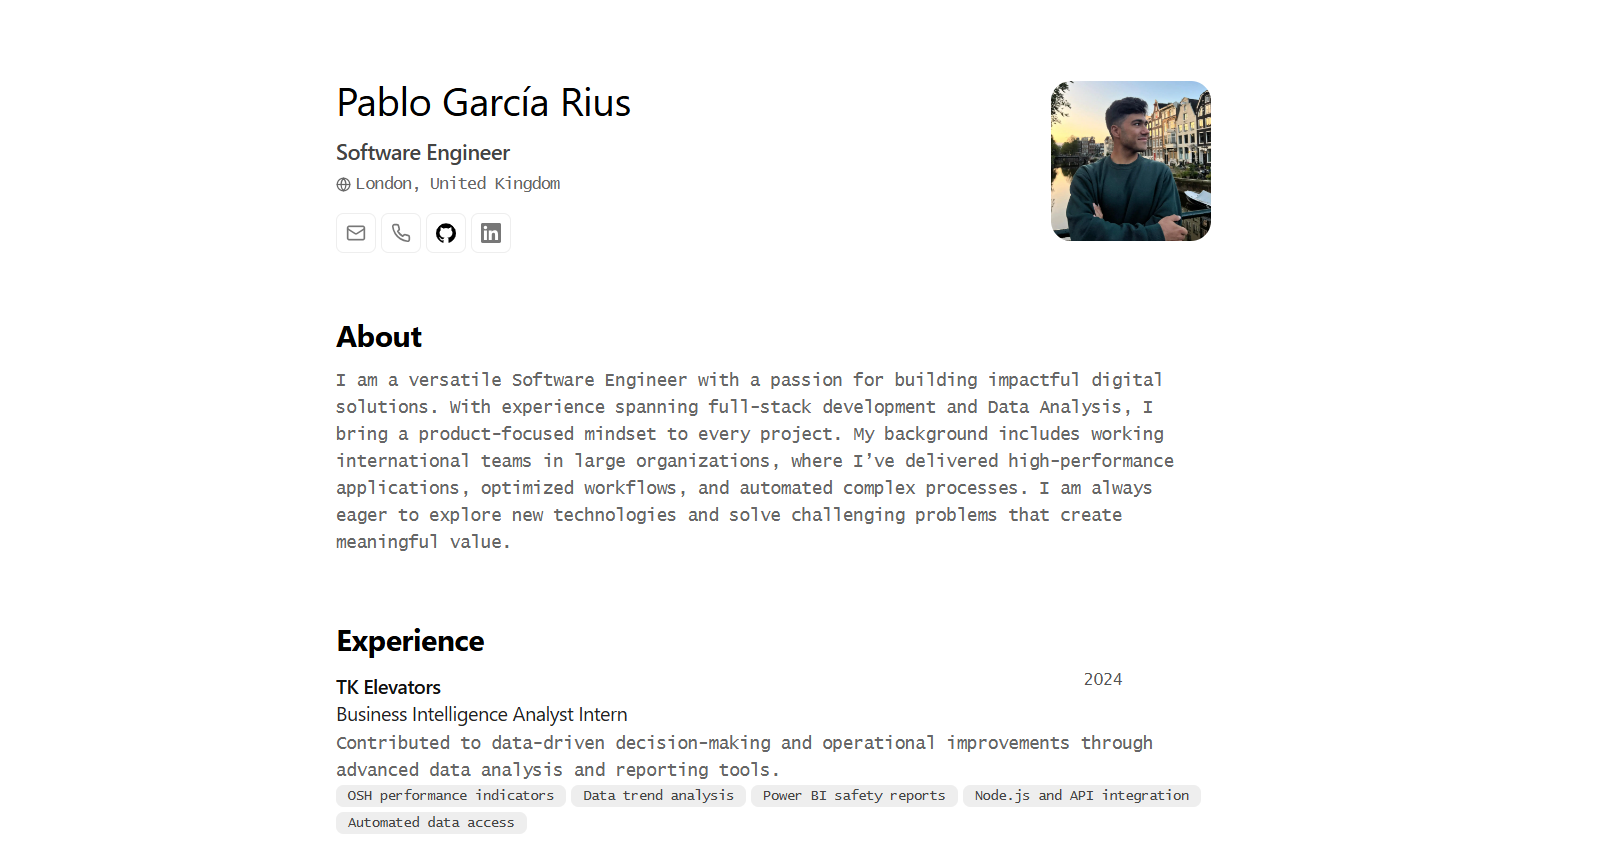 Pablo García Rius
Software Engineer
London, United Kingdom
in
About
I am a versatile Software Engineer with a passion for building impactful digital
solutions. With experience spanning full-stack development and Data Analysis, I
bring a product-focused mindset to every project. My background includes working
international teams in large organizations, where I’ve delivered high-performance
applications, optimized workflows, and automated complex processes. I am always
eager to explore new technologies and solve challenging problems that create
meaningful value.
Experience
TK Elevators
2024
Business Intelligence Analyst Intern
Contributed to data-driven decision-making and operational improvements through
advanced data analysis and reporting tools.
OSH performance indicators Data trend analysis Power BI safety reports Node.js and API integration
Automated data access